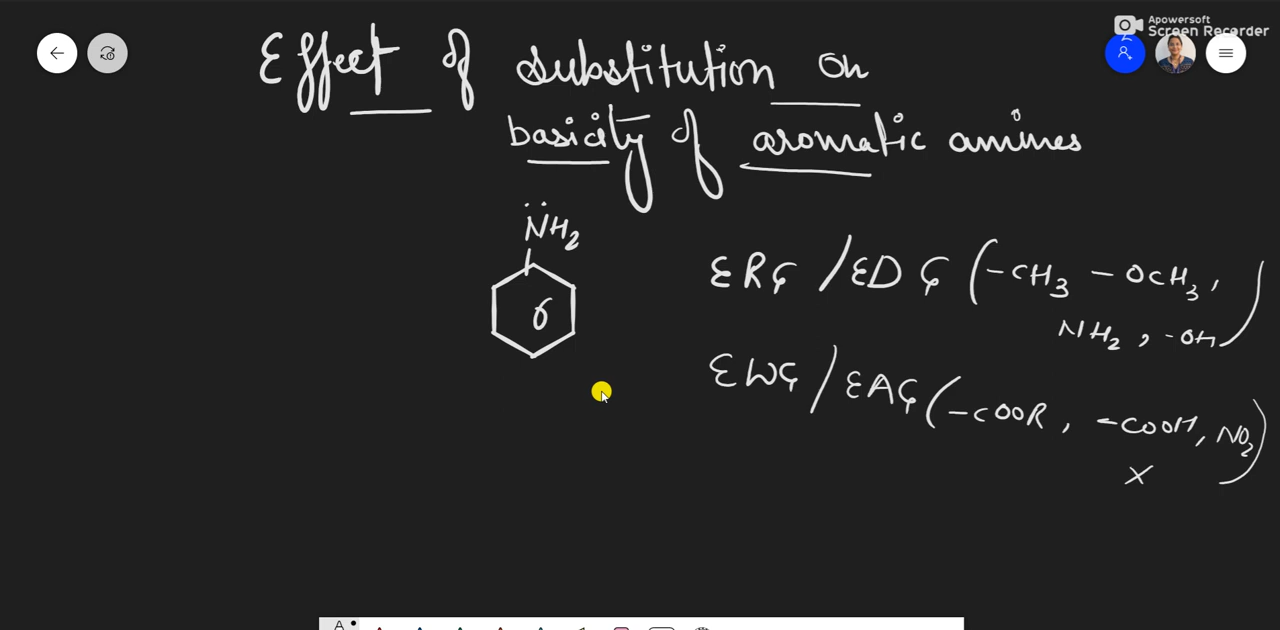 Apowersoft
Screen Recorder
Effect of substitution on
basicity of aromatic amines
NH2
ERG / EDG (-CH3 - OCH3,
NH2, -OH)
EWG / EAG (-COOR, -COOH, NO2)
X
A